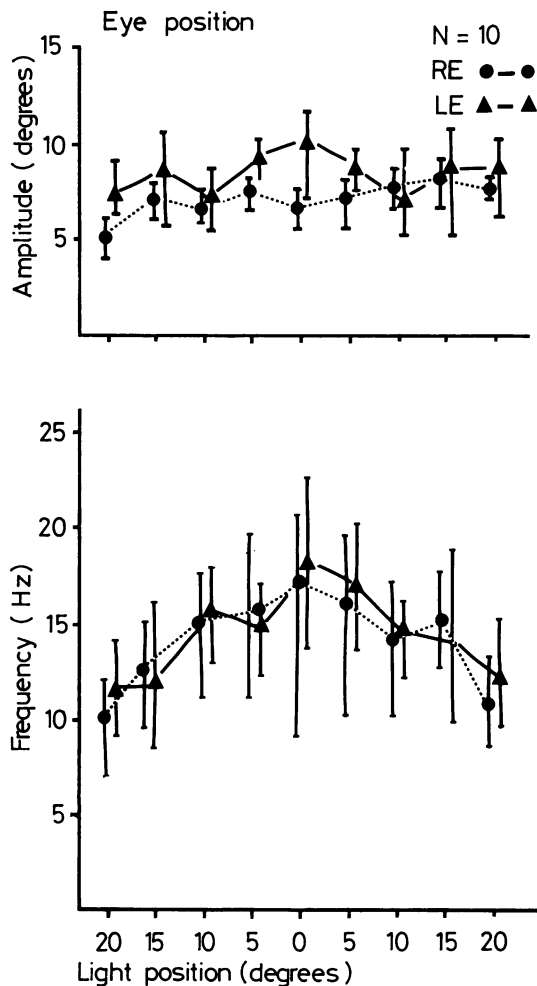 Eye position
N = 10
RE
LE
Amplitude (degrees)
15
10
5
Frequency (Hz)
25
20
15
10
5
20 15 10 5 0 5 10 15 20
Light position (degrees)